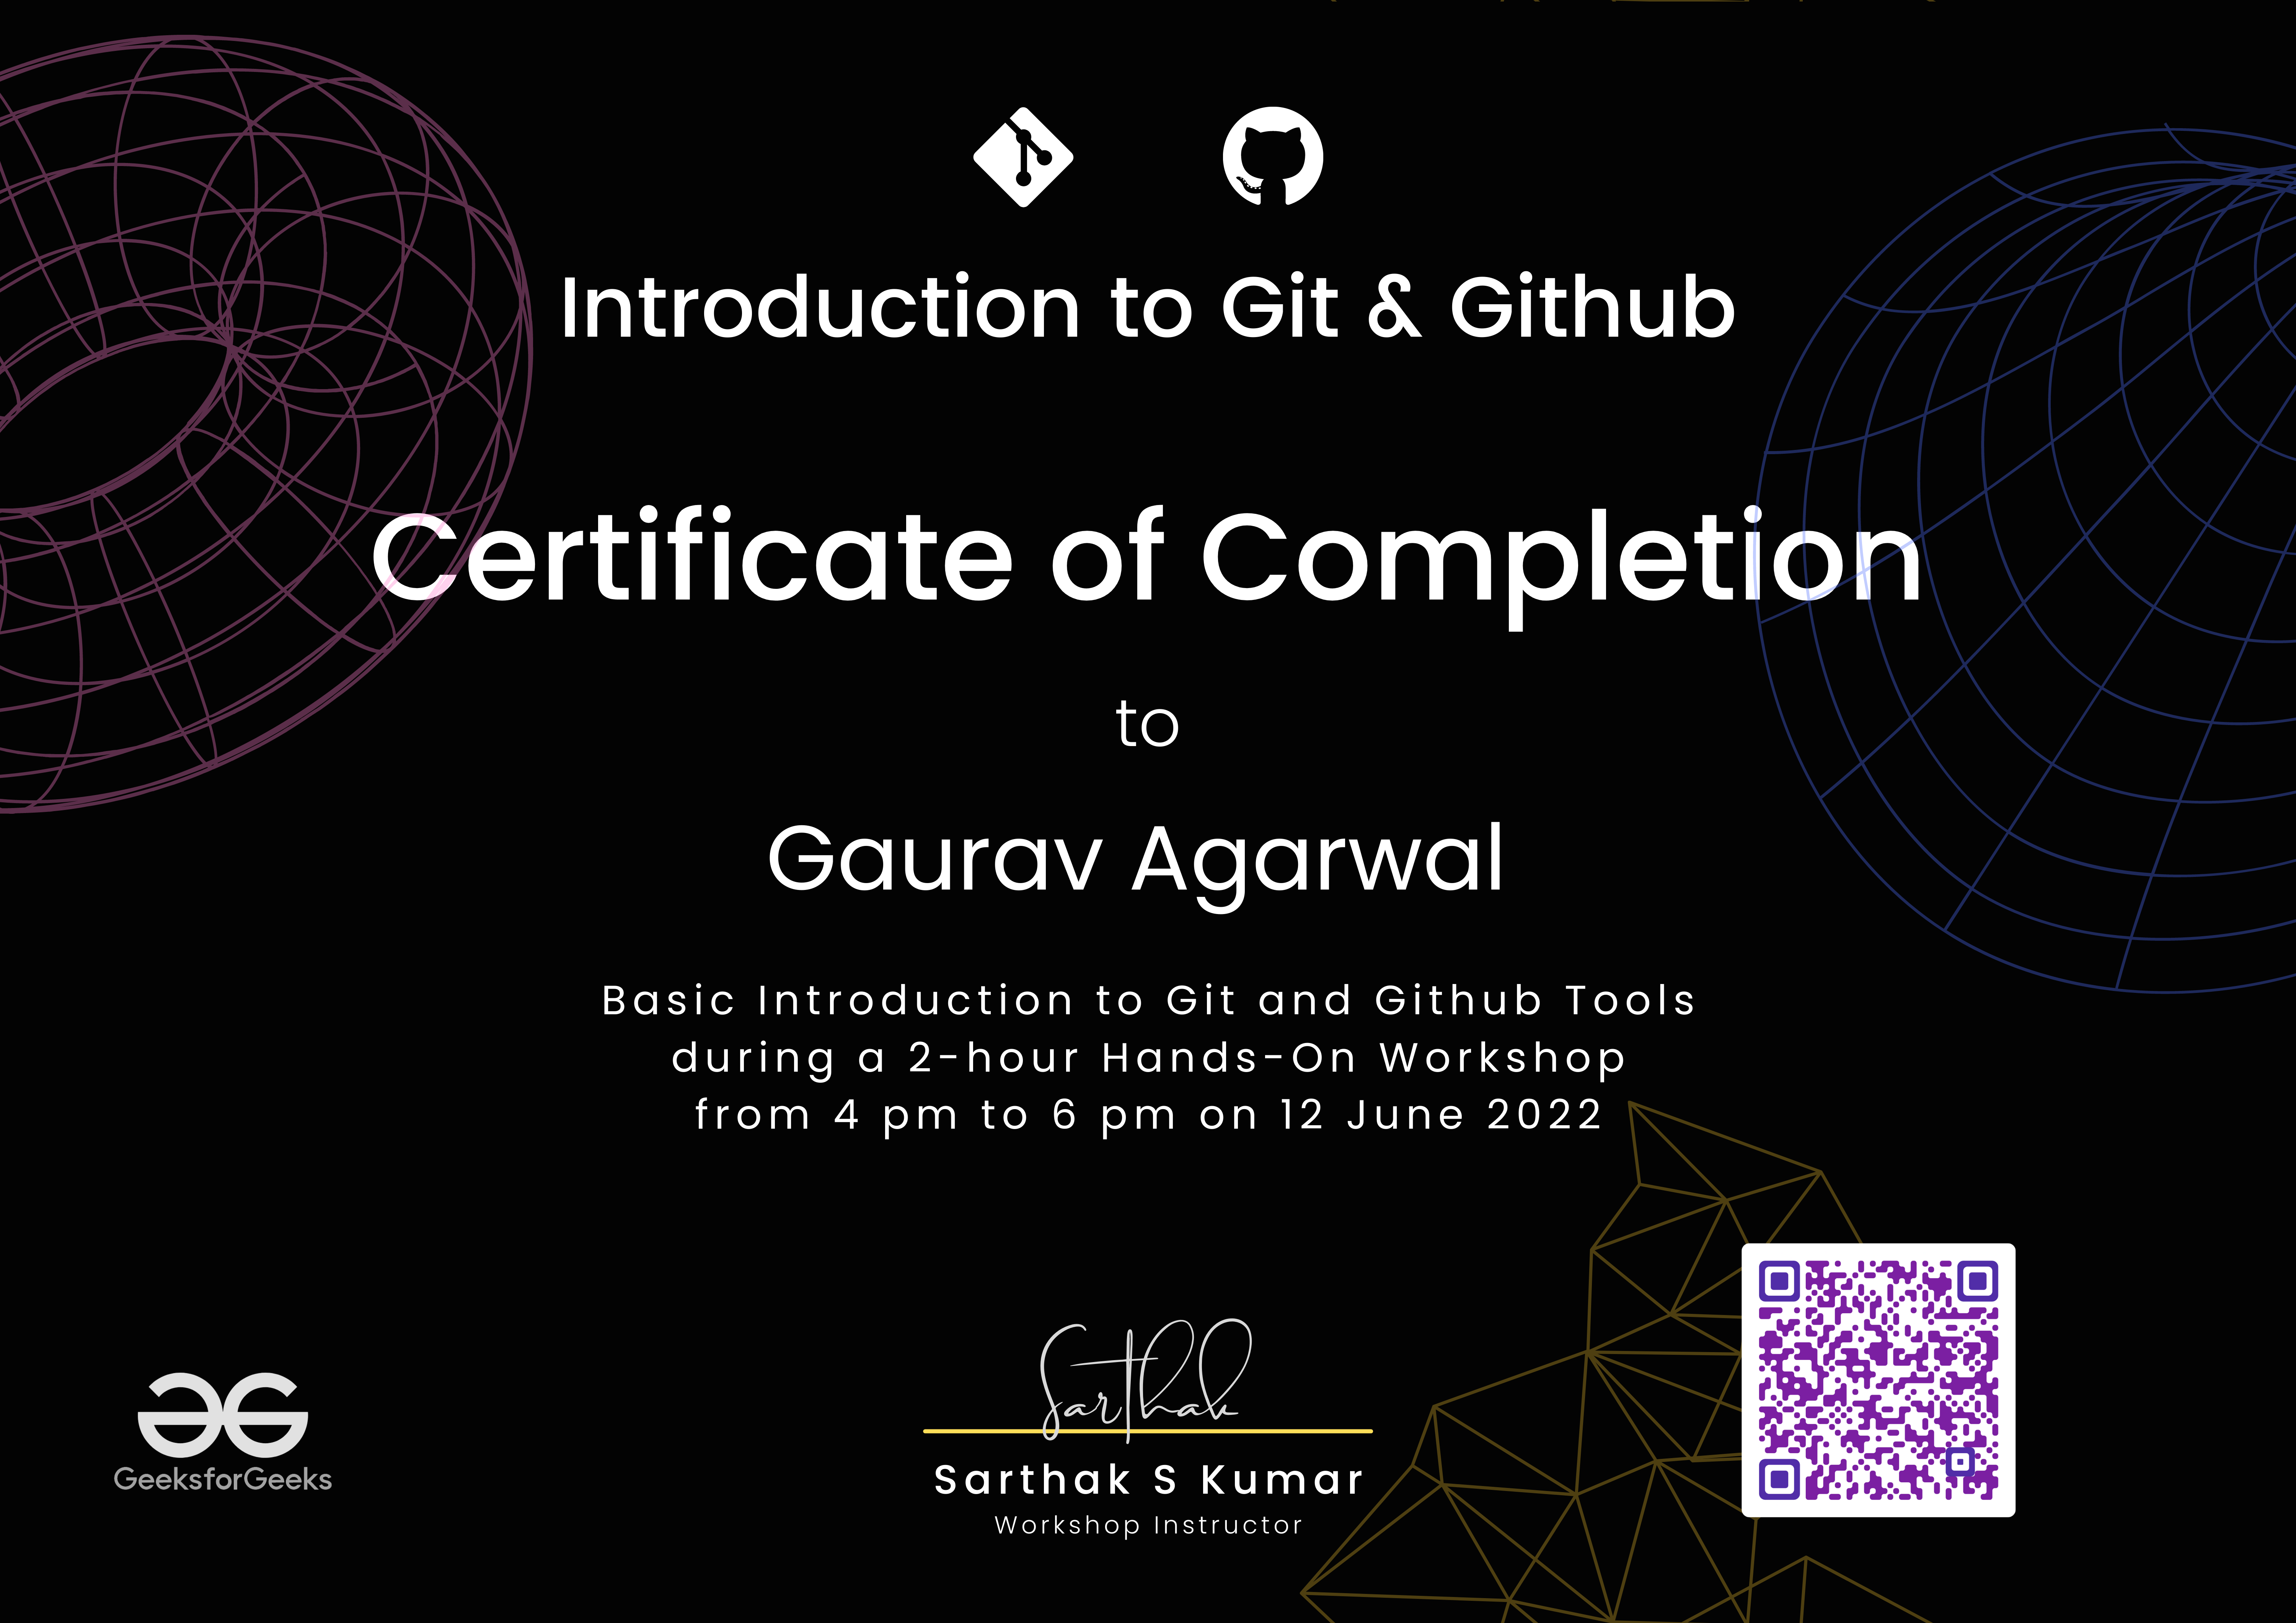 Introduction to Git & Github
Certificate of Completion
to
Gaurav Agarwal
Basic Introduction to Git and Github Tools
during a 2-hour Hands-On Workshop
from 4 pm to 6 pm on 12 June 2022
Sarthak
Sarthak S Kumar
Workshop Instructor
GeeksforGeeks